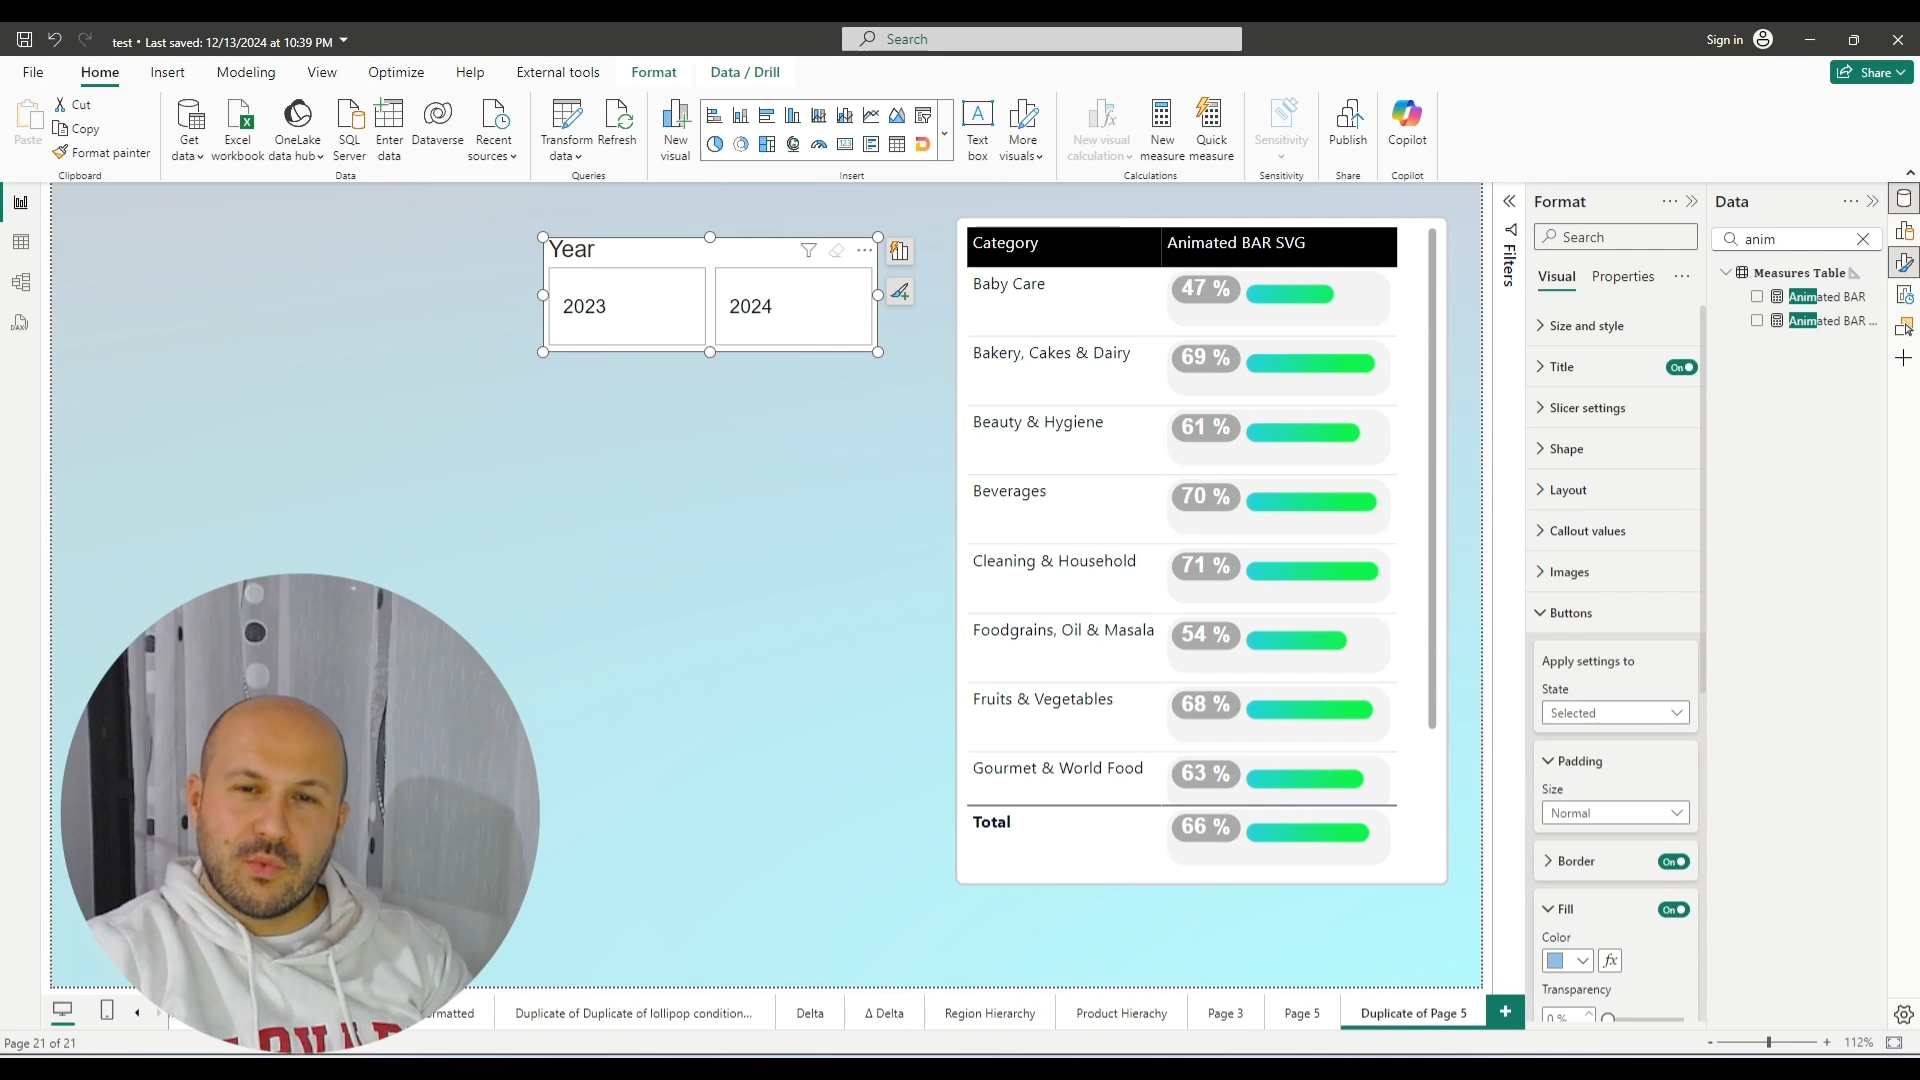 test • Last saved: 12/13/2024 at 10:39 PM
Search
Sign in
File
Home
Insert
Modeling
View
Optimize
Help
External tools
Format
Data / Drill
Share
Paste
Cut
Copy
Format painter
Clipboard
Get data
Excel workbook
OneLake data hub
SQL Server
Enter data
Dataverse
Recent sources
Data
Transform data
Refresh
Queries
New visual
Text box
More visuals
Insert
New visual calculation
New measure
Quick measure
Calculations
Sensitivity
Sensitivity
Publish
Share
Copilot
Copilot
Year
2023
2024
Category Animated BAR SVG
Baby Care 47 %
Bakery, Cakes & Dairy 69 %
Beauty & Hygiene 61 %
Beverages 70 %
Cleaning & Household 71 %
Foodgrains, Oil & Masala 54 %
Fruits & Vegetables 68 %
Gourmet & World Food 63 %
Total 66 %
Filters
Format
Search
Visual
Properties
Size and style
Title
On
Slicer settings
Shape
Layout
Callout values
Images
Buttons
Apply settings to
State
Selected
Padding
Size
Normal
Border
On
Fill
On
Color
fx
Transparency
0 %
Data
anim
Measures Table
Animated BAR
Animated BAR ...
DAX
rmatted
Duplicate of Duplicate of lollipop condition...
Delta
Δ Delta
Region Hierarchy
Product Hierachy
Page 3
Page 5
Duplicate of Page 5
+
Page 21 of 21
- + 112%